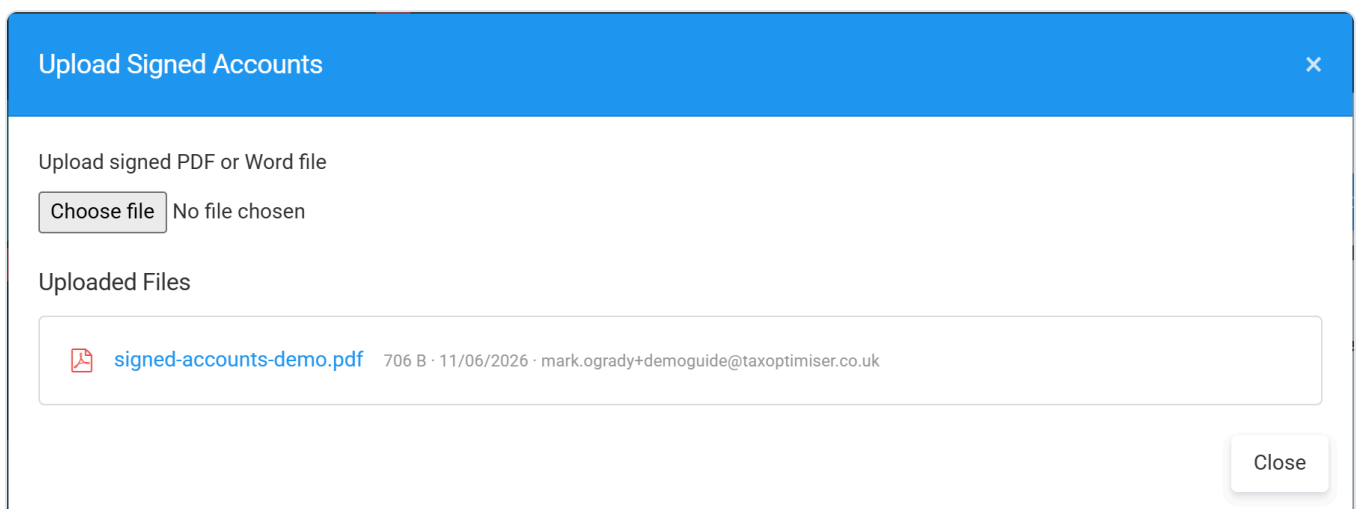 Upload Signed Accounts ×
Upload signed PDF or Word file
Choose file No file chosen
Uploaded Files
signed-accounts-demo.pdf 706 B · 11/06/2026 · mark.ogrady+demoguide@taxoptimiser.co.uk
Close